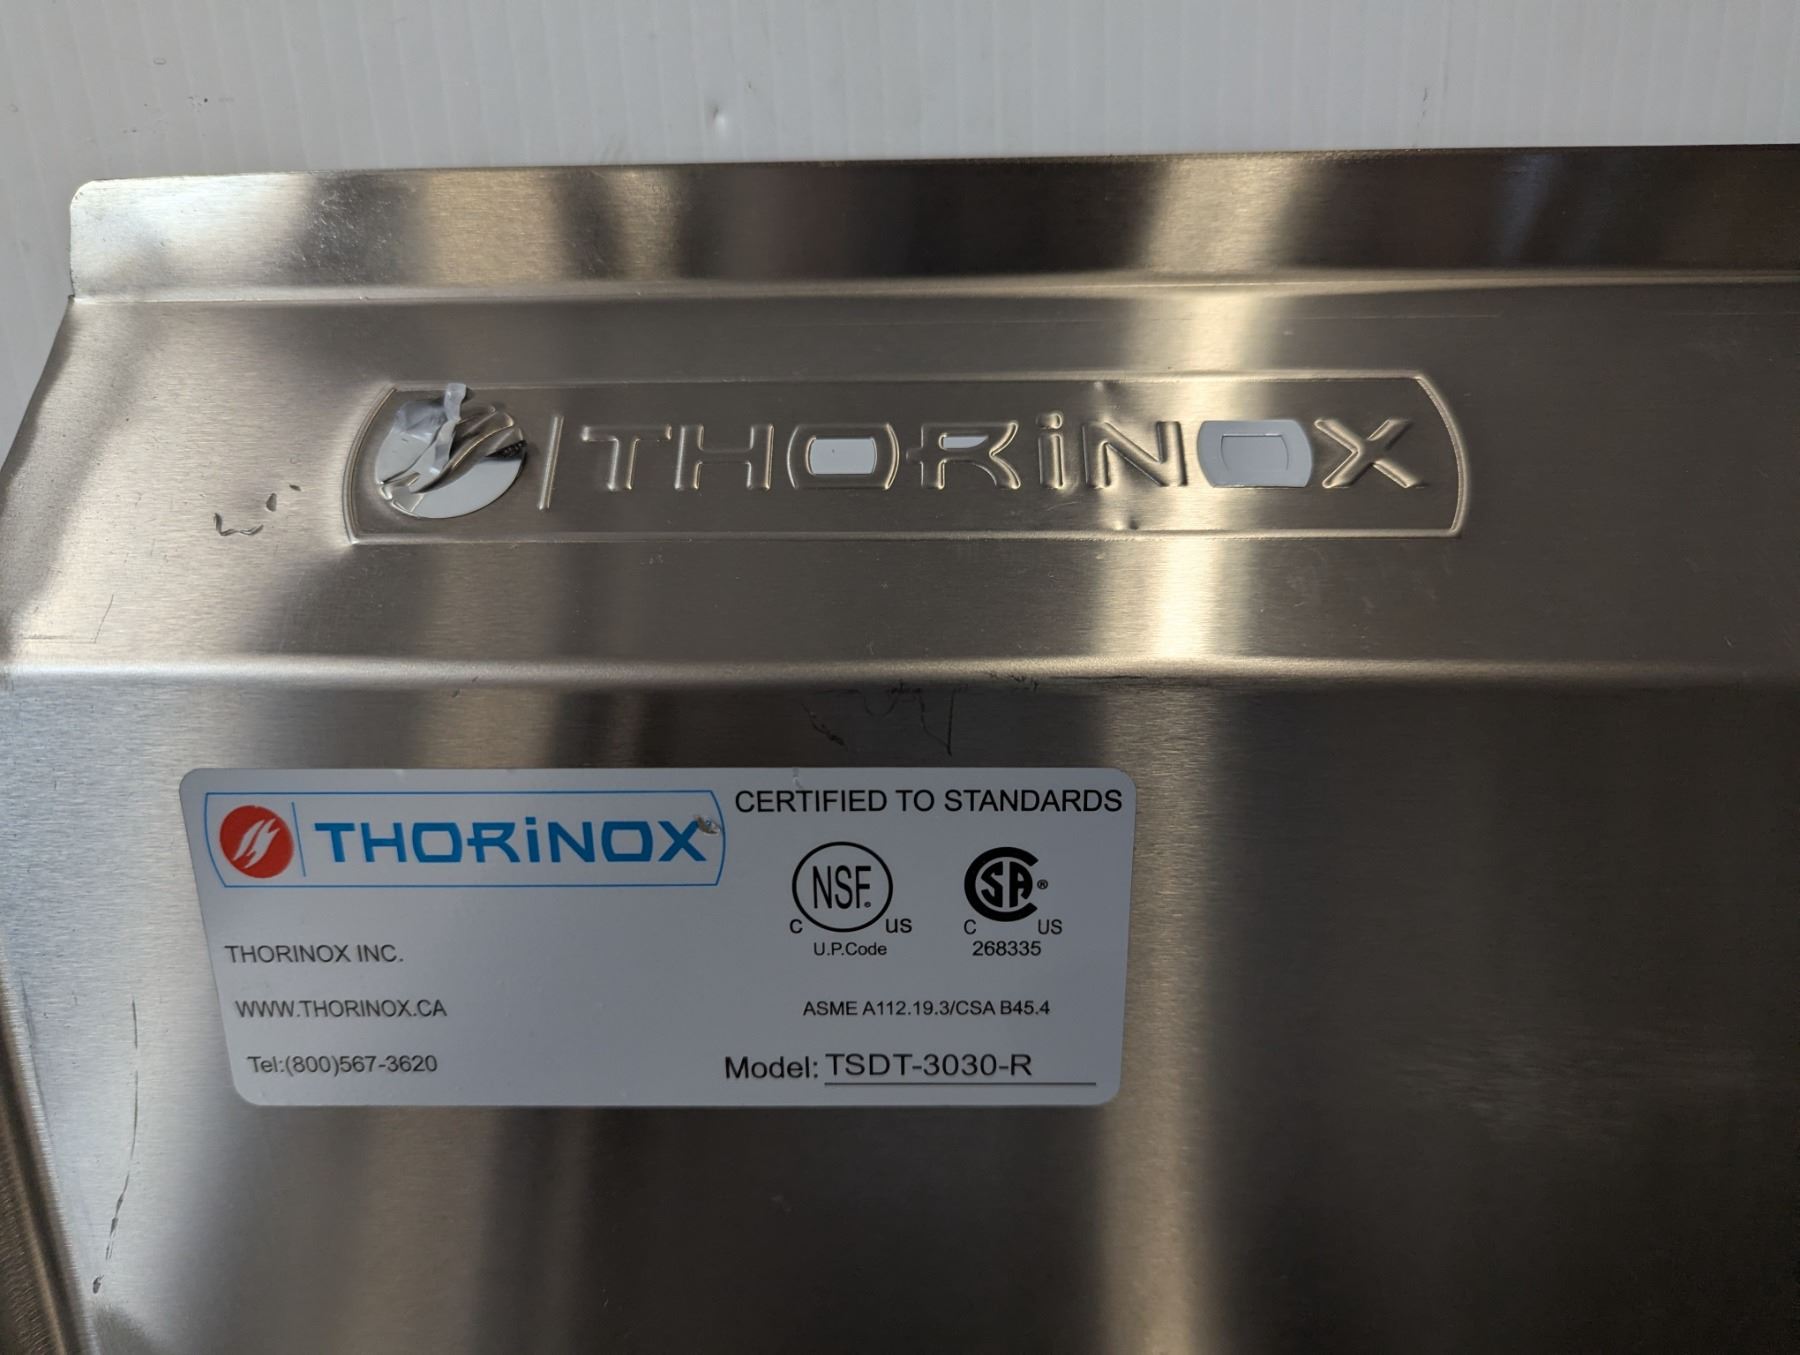 THORiNOX
THORiNOX
CERTIFIED TO STANDARDS
NSF.
C US
U.P.Code
CSA ®
C US
268335
THORINOX INC.
WWW.THORINOX.CA
ASME A112.19.3/CSA B45.4
Tel:(800)567-3620
Model: TSDT-3030-R